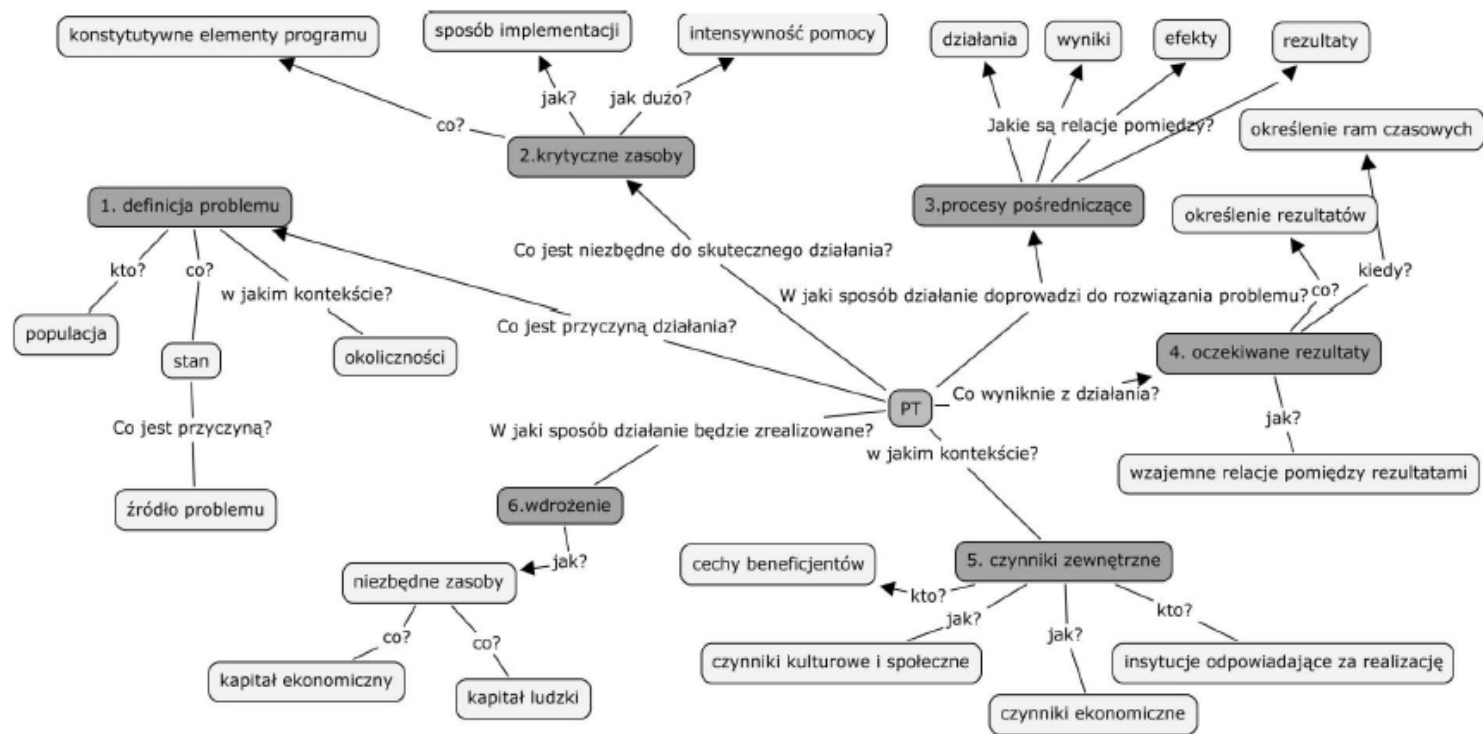 konstytutywne elementy programu
sposób implementacji
intensywność pomocy
działania
wyniki
efekty
rezultaty
jak?
jak dużo?
co?
Jakie są relacje pomiędzy?
określenie ram czasowych
2.krytyczne zasoby
1. definicja problemu
3.procesy pośredniczące
określenie rezultatów
Co jest niezbędne do skutecznego działania?
kto?
co?
w jakim kontekście?
kiedy?
W jaki sposób działanie doprowadzi do rozwiązania problemu?
co?
populacja
Co jest przyczyną działania?
stan
okoliczności
4. oczekiwane rezultaty
PT
Co wyniknie z działania?
jak?
Co jest przyczyną?
W jaki sposób działanie będzie zrealizowane?
w jakim kontekście?
wzajemne relacje pomiędzy rezultatami
źródło problemu
6.wdrożenie
jak?
niezbędne zasoby
co?
co?
kapitał ekonomiczny
kapitał ludzki
5. czynniki zewnętrzne
cechy beneficjentów
kto?
jak?
jak?
kto?
czynniki kulturowe i społeczne
insytucje odpowiadające za realizację
czynniki ekonomiczne